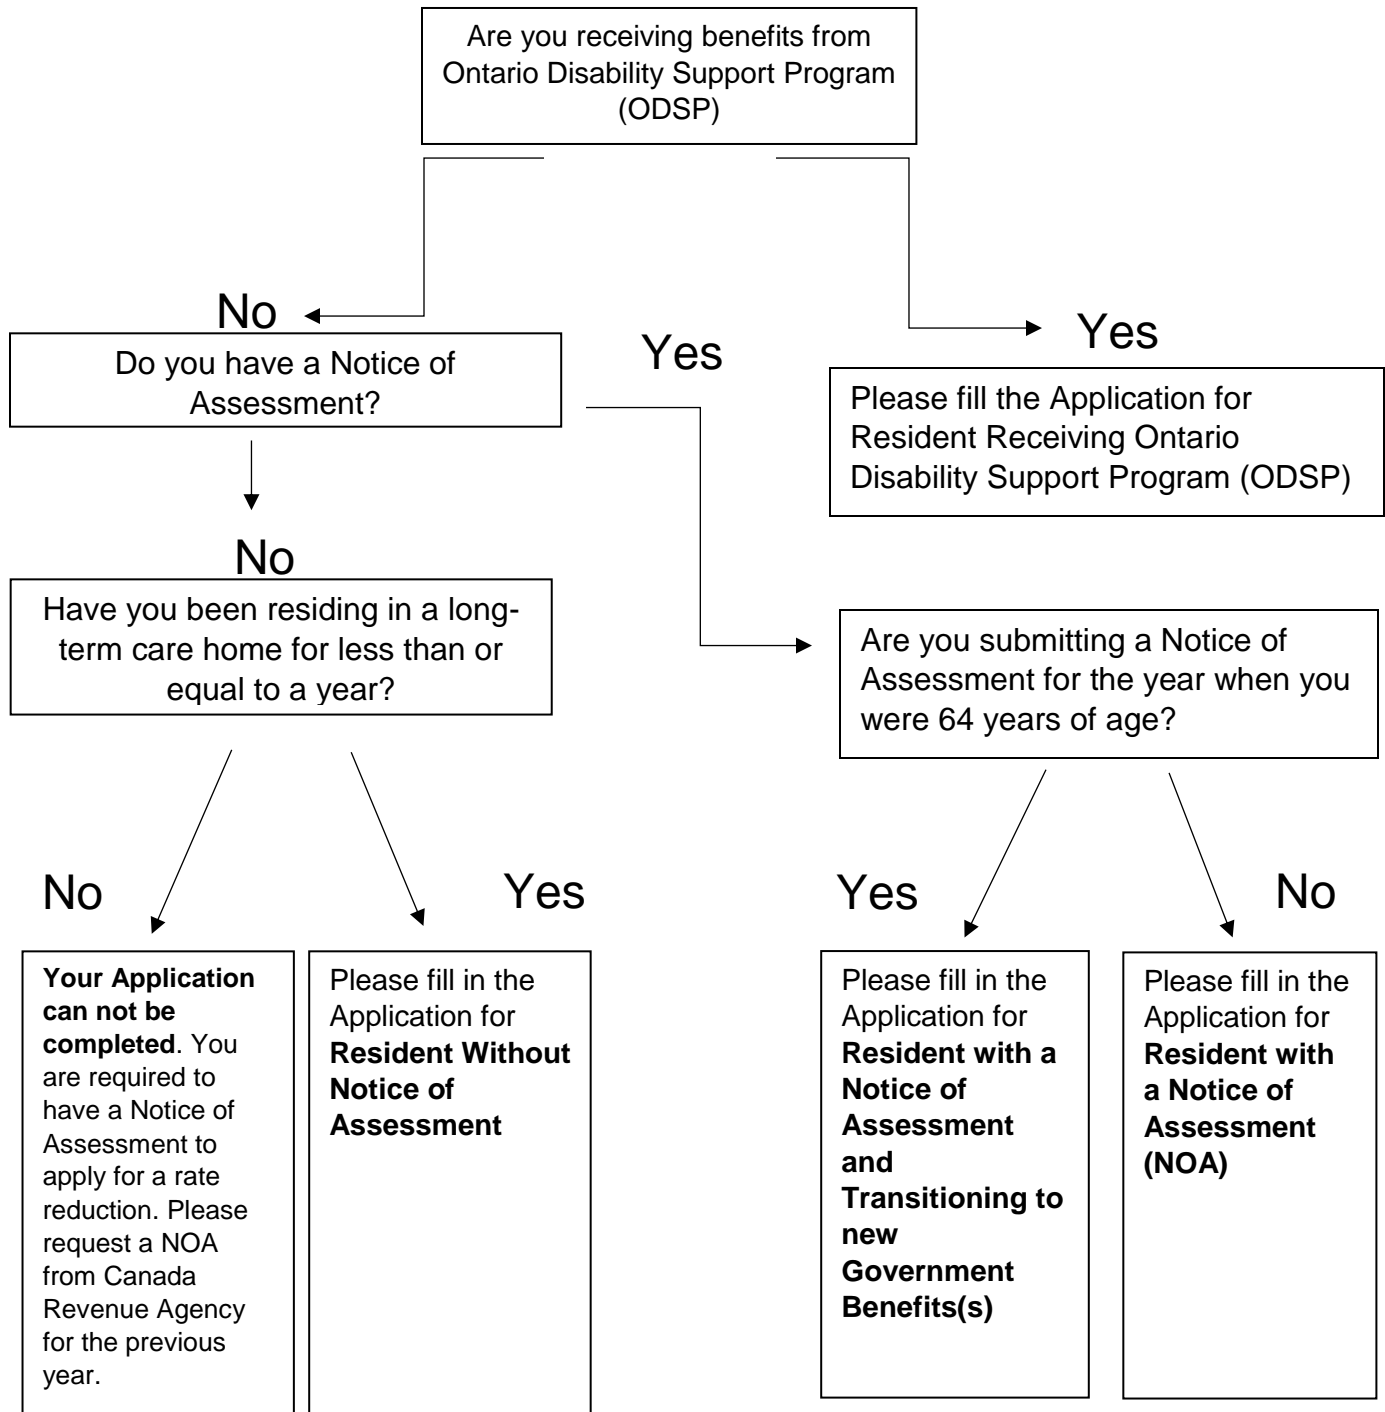 Are you receiving benefits from
Ontario Disability Support Program
(ODSP)
No
Yes
Yes
Do you have a Notice of
Assessment?
Please fill the Application for
Resident Receiving Ontario
Disability Support Program (ODSP)
No
Have you been residing in a long-
term care home for less than or
equal to a year?
Are you submitting a Notice of
Assessment for the year when you
were 64 years of age?
No
Yes
Yes
No
Your Application
can not be
completed. You
are required to
have a Notice of
Assessment to
apply for a rate
reduction. Please
request a NOA
from Canada
Revenue Agency
for the previous
year.
Please fill in the
Application for
Resident Without
Notice of
Assessment
Please fill in the
Application for
Resident with a
Notice of
Assessment
and
Transitioning to
new
Government
Benefits(s)
Please fill in the
Application for
Resident with
a Notice of
Assessment
(NOA)